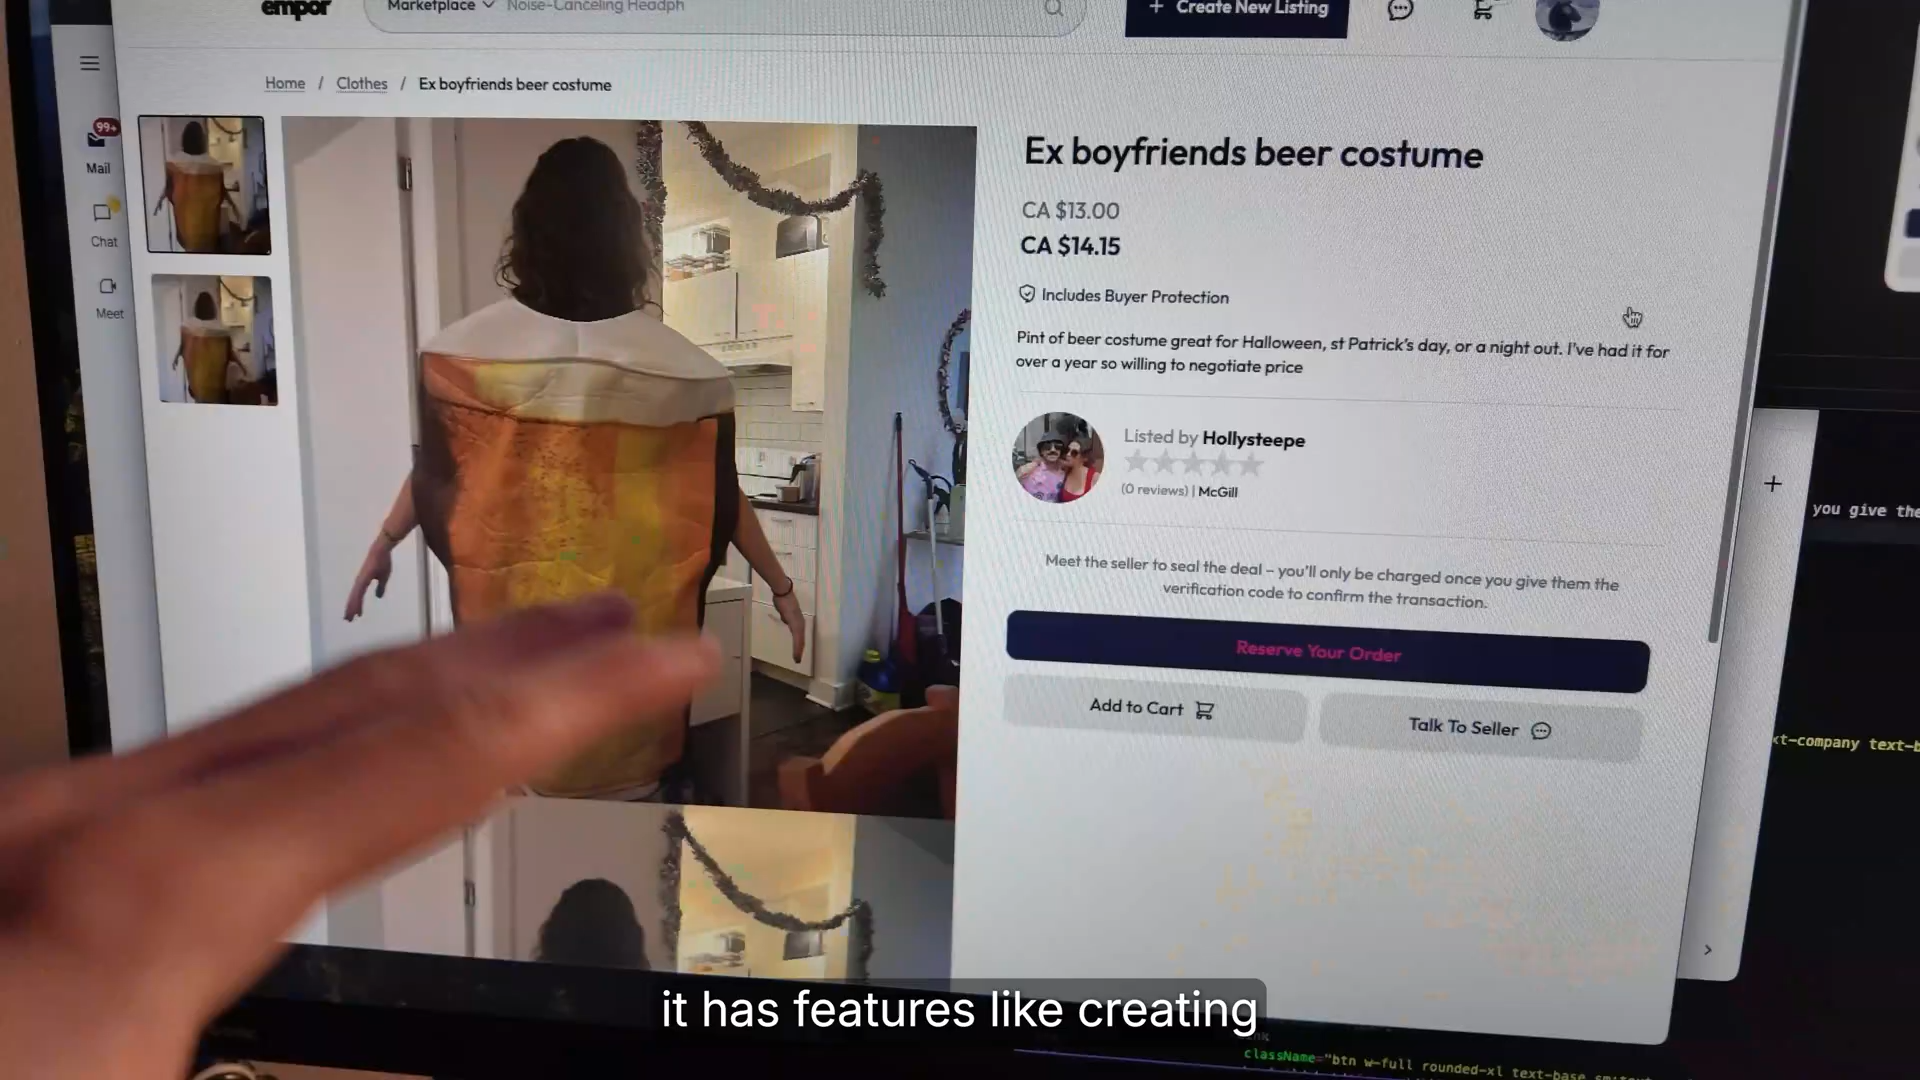 empor
Marketplace
Noise-Canceling Headph
+ Create New Listing
Home / Clothes / Ex boyfriends beer costume
99+
Mail
Chat
Meet
Ex boyfriends beer costume
CA $13.00
CA $14.15
Includes Buyer Protection
Pint of beer costume great for Halloween, st Patrick's day, or a night out. I've had it for
over a year so willing to negotiate price
Listed by Hollysteepe
(0 reviews) | McGill
Meet the seller to seal the deal – you'll only be charged once you give them the
verification code to confirm the transaction.
Reserve Your Order
Add to Cart
Talk To Seller
you give the
xt-company text-b
it has features like creating
className="btn w-full rounded-xl text-base